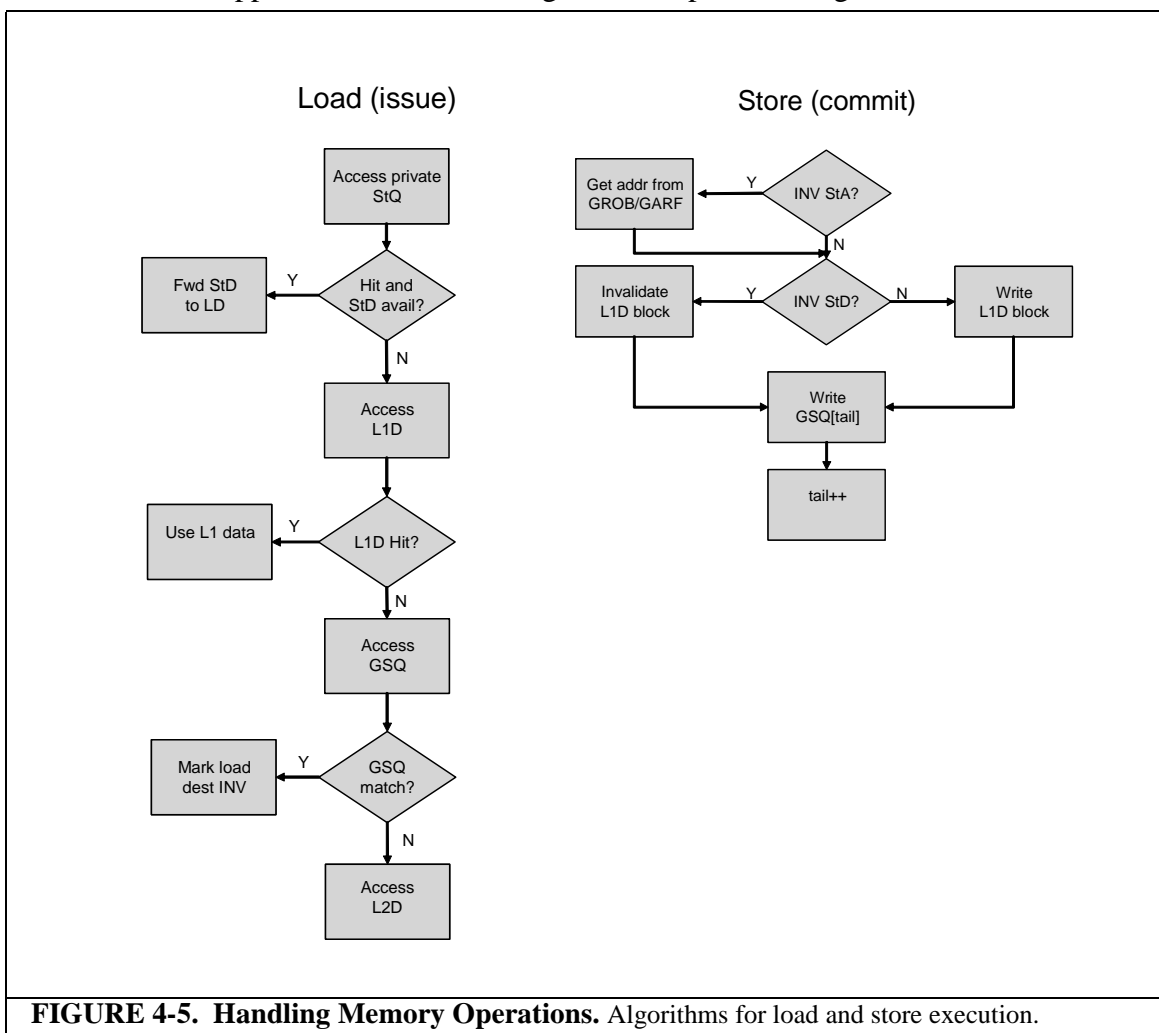 Load (issue)
Access private
StQ
Hit and
StD avail?
Y
Fwd StD
to LD
N
Access
L1D
L1D Hit?
Y
Use L1 data
N
Access
GSQ
GSQ
match?
Y
Mark load
dest INV
N
Access
L2D
Store (commit)
INV StA?
Y
Get addr from
GROB/GARF
N
INV StD?
Y
Invalidate
L1D block
N
Write
L1D block
Write
GSQ[tail]
tail++
FIGURE 4-5. Handling Memory Operations. Algorithms for load and store execution.